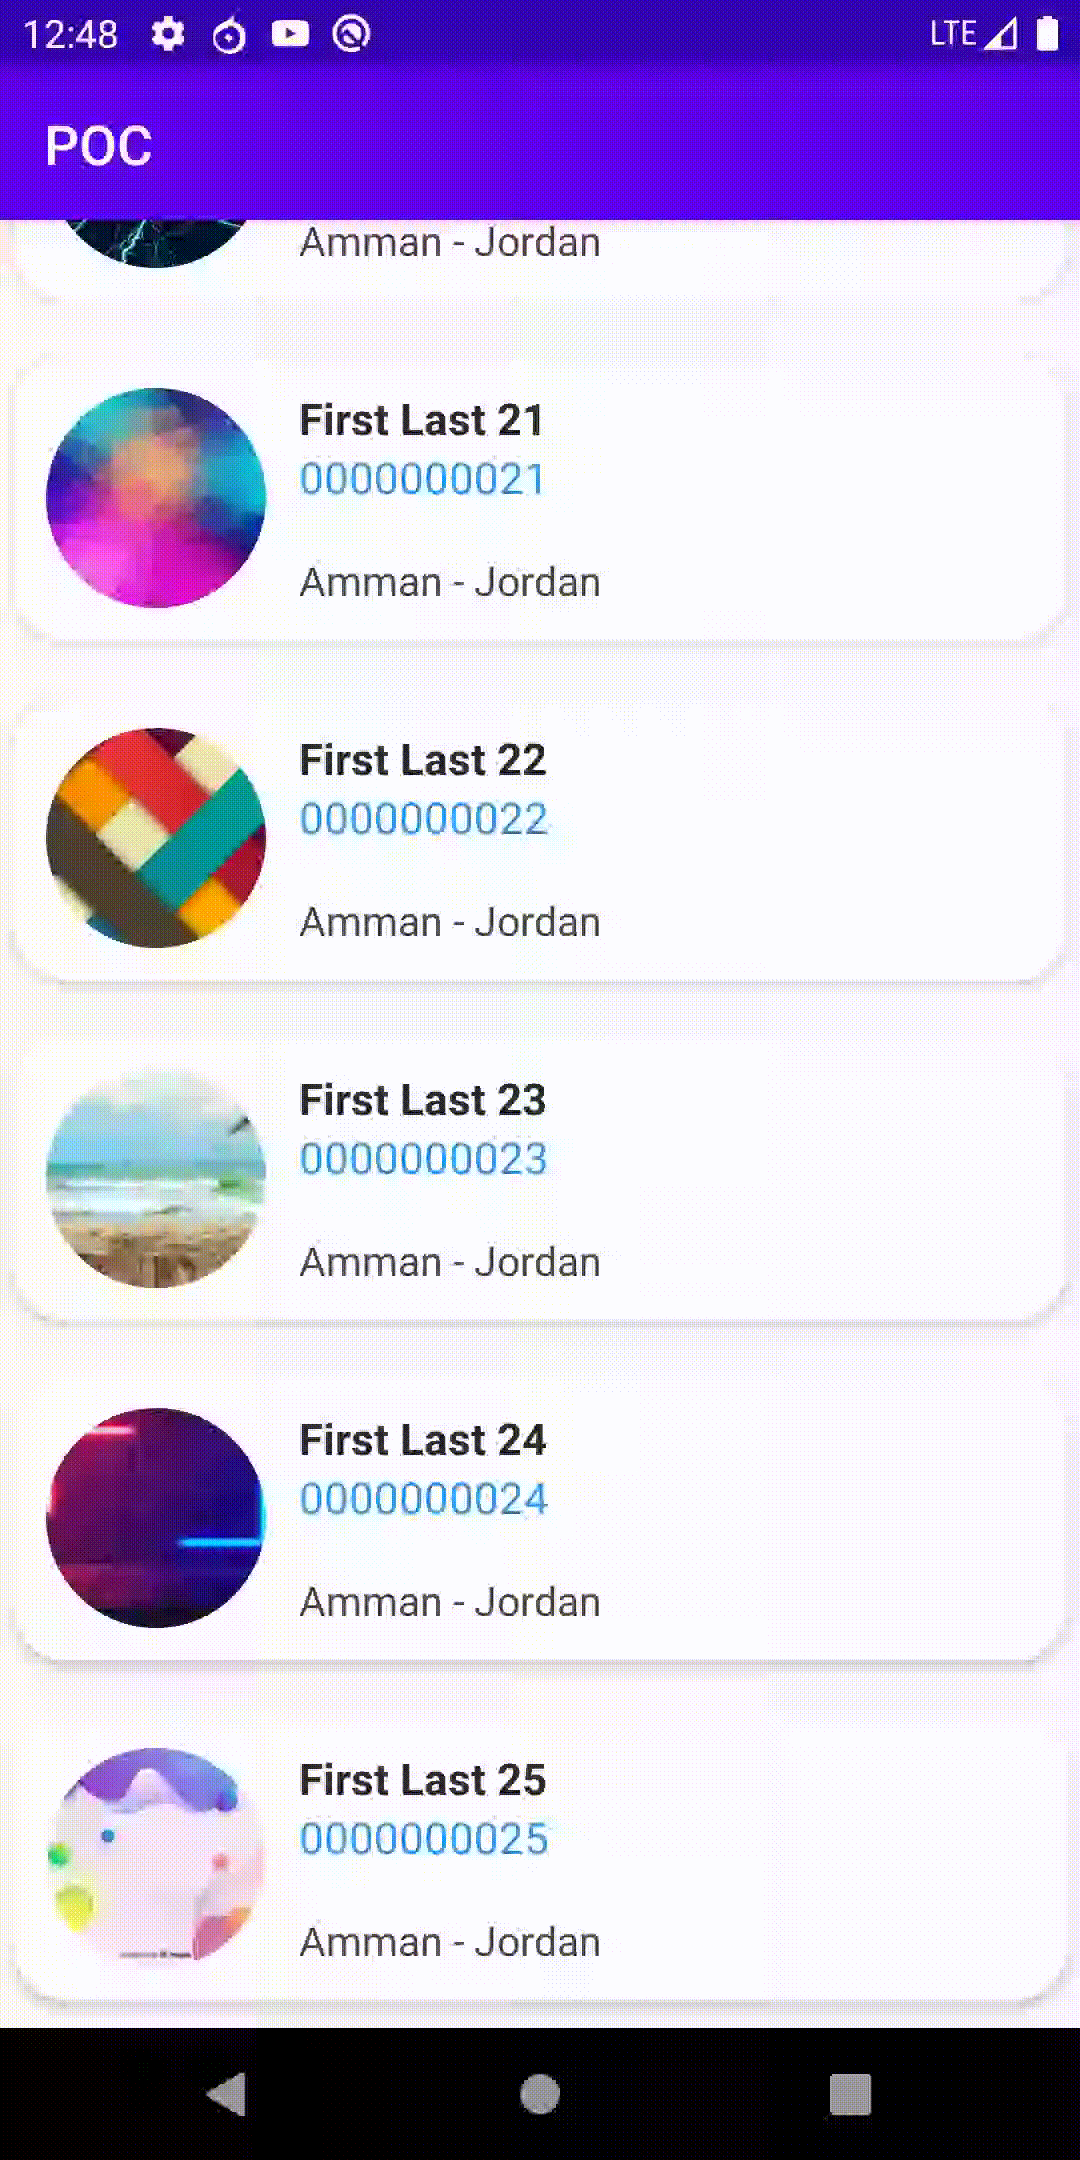 12:48 LTE
POC
Amman - Jordan
First Last 21
0000000021
Amman - Jordan
First Last 22
0000000022
Amman - Jordan
First Last 23
0000000023
Amman - Jordan
First Last 24
0000000024
Amman - Jordan
First Last 25
0000000025
Amman - Jordan